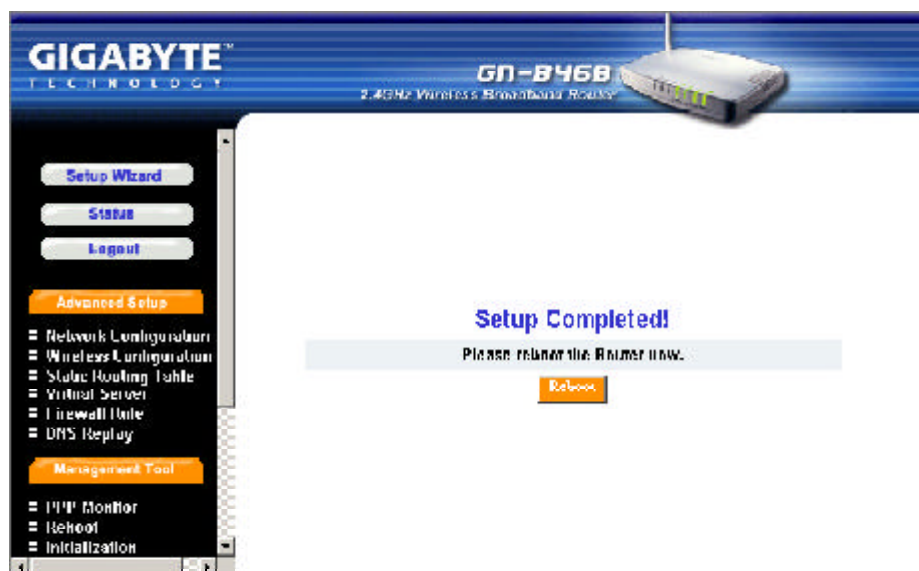 GIGABYTE™
TECHNOLOGY
GN-B46B
2.4GHz Wireless Broadband Router
Setup Wizard
Status
Logout
Advanced Setup
Network Configuration
Wireless Configuration
Static Routing Table
Virtual Server
Firewall Rule
DNS Replay
Management Tool
PPP Monitor
Reboot
Initialization
Setup Completed!
Please reboot the Router now.
Reboot